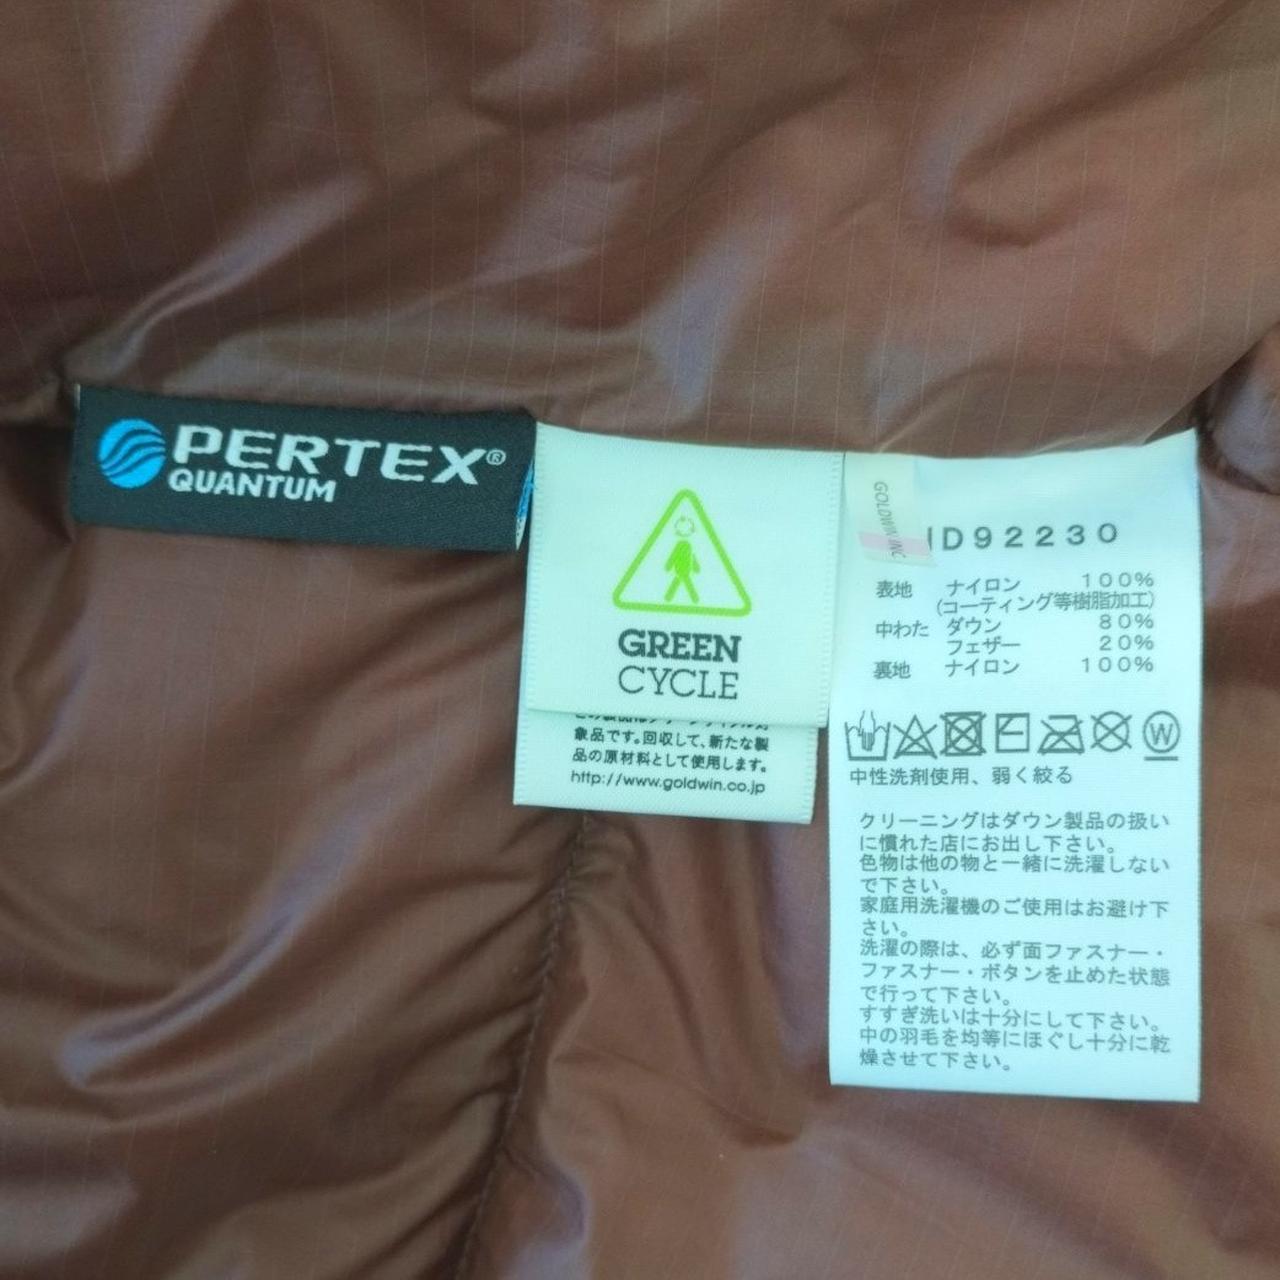 PERTEX®
QUANTUM
GREEN
CYCLE
象品です。回収して、新たな製
品の原材料として使用します。
http://www.goldwin.co.jp
GOLDWIN INC
ND92230
表地 ナイロン 100%
(コーティング等樹脂加工)
中わた ダウン 80%
フェザー 20%
裏地 ナイロン 100%
W
中性洗剤使用、弱く絞る
クリーニングはダウン製品の扱い
に慣れた店にお出し下さい。
色物は他の物と一緒に洗濯しない
で下さい。
家庭用洗濯機のご使用はお避け下
さい。
洗濯の際は、必ず面ファスナー・
ファスナー・ボタンを止めた状態
で行って下さい。
すすぎ洗いは十分にして下さい。
中の羽毛を均等にほぐし十分に乾
燥させて下さい。